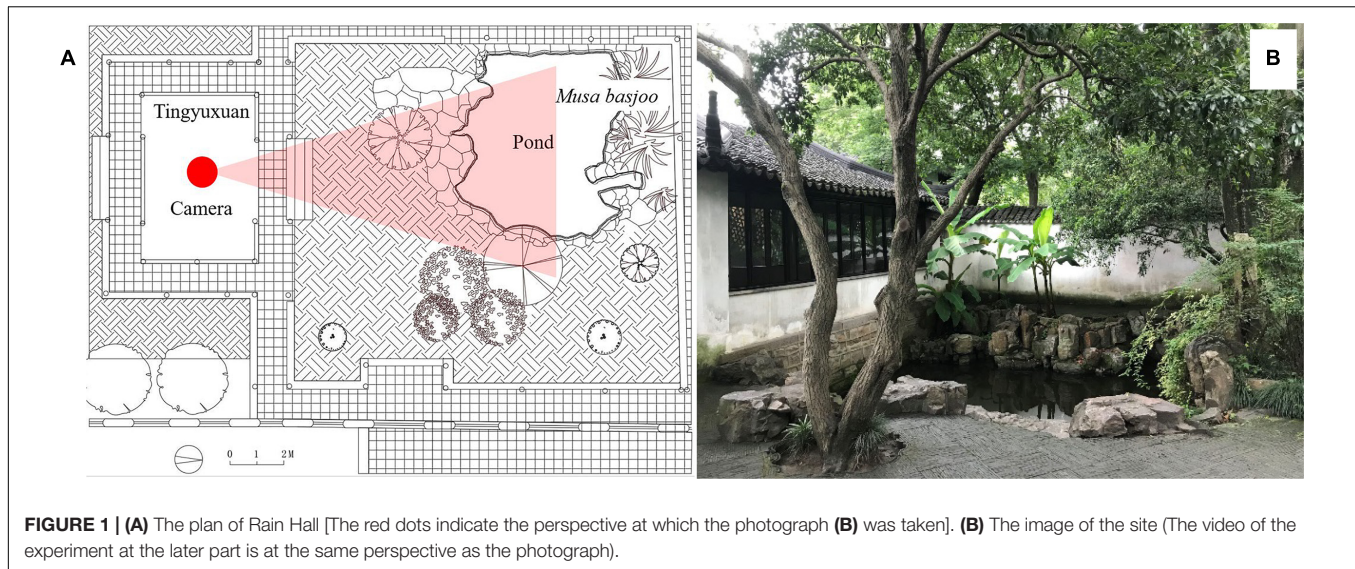 A
B
Tingyuxuan
Musa basjoo
Pond
Camera
0 1 2M
FIGURE 1 | (A) The plan of Rain Hall [The red dots indicate the perspective at which the photograph (B) was taken]. (B) The image of the site (The video of the
experiment at the later part is at the same perspective as the photograph).